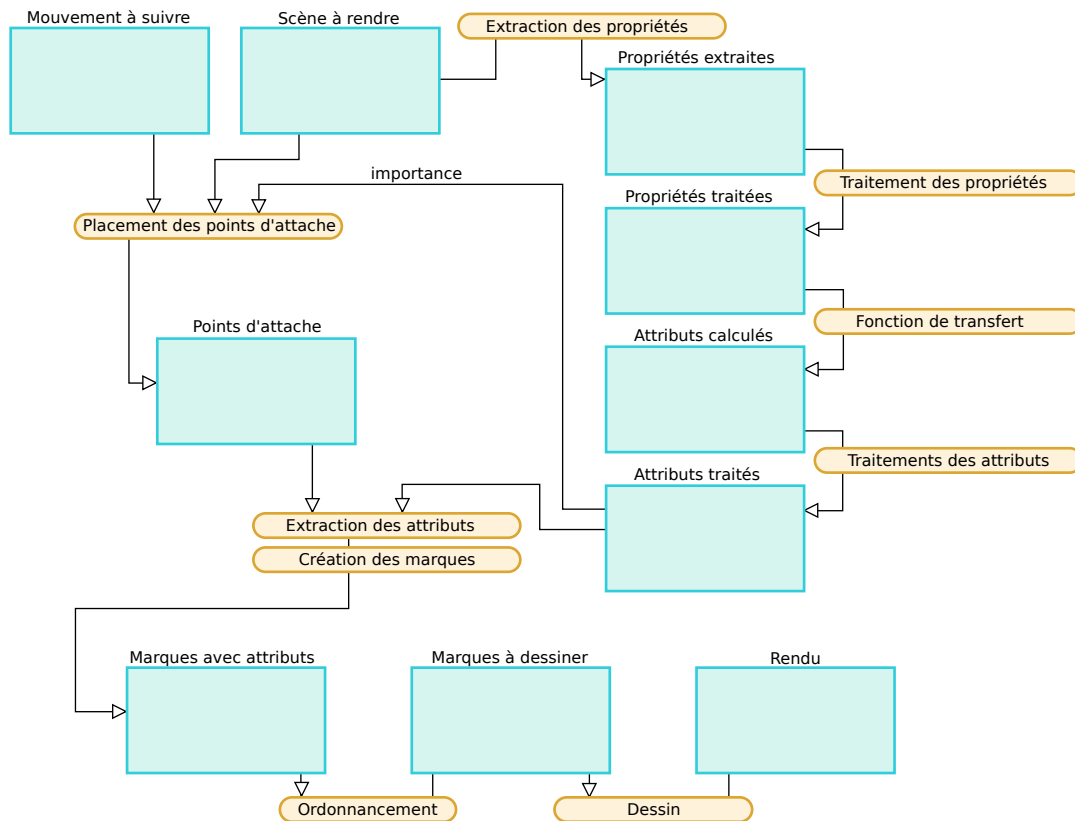 Mouvement à suivre
Scène à rendre
Extraction des propriétés
Propriétés extraites
importance
Traitement des propriétés
Propriétés traitées
Placement des points d'attache
Fonction de transfert
Points d'attache
Attributs calculés
Traitements des attributs
Attributs traités
Extraction des attributs
Création des marques
Marques avec attributs
Marques à dessiner
Rendu
Ordonnancement
Dessin